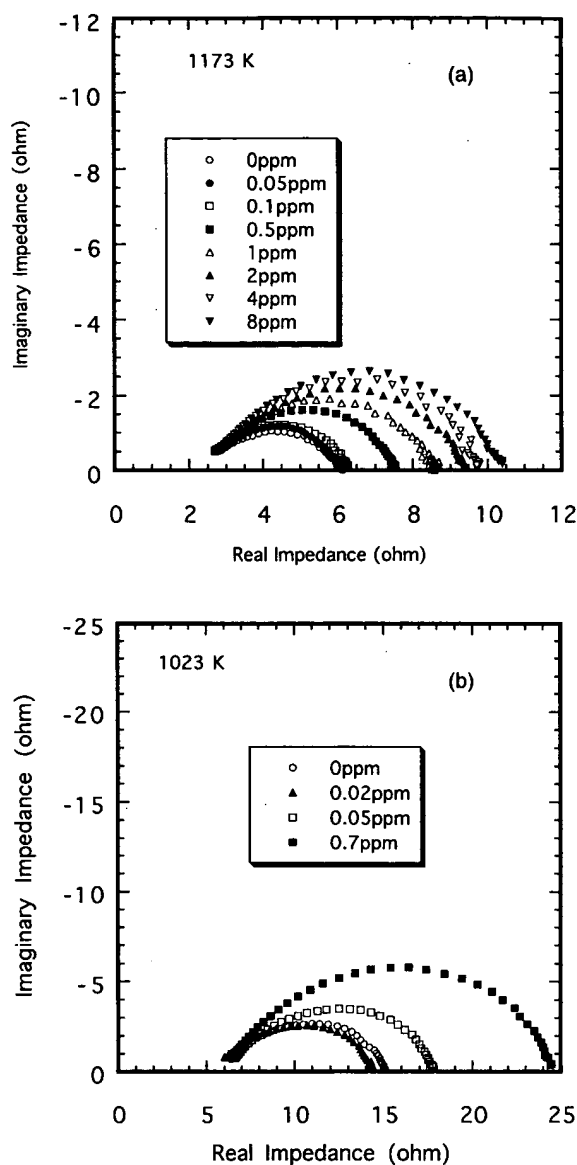 -12
1173 K
(a)
-10
0ppm
0.05ppm
0.1ppm
0.5ppm
1ppm
2ppm
4ppm
8ppm
-8
-6
-4
-2
0
Imaginary Impedance (ohm)
0 2 4 6 8 10 12
Real Impedance (ohm)
-25
1023 K
(b)
-20
0ppm
0.02ppm
0.05ppm
0.7ppm
-15
-10
-5
0
Imaginary Impedance (ohm)
0 5 10 15 20 25
Real Impedance (ohm)